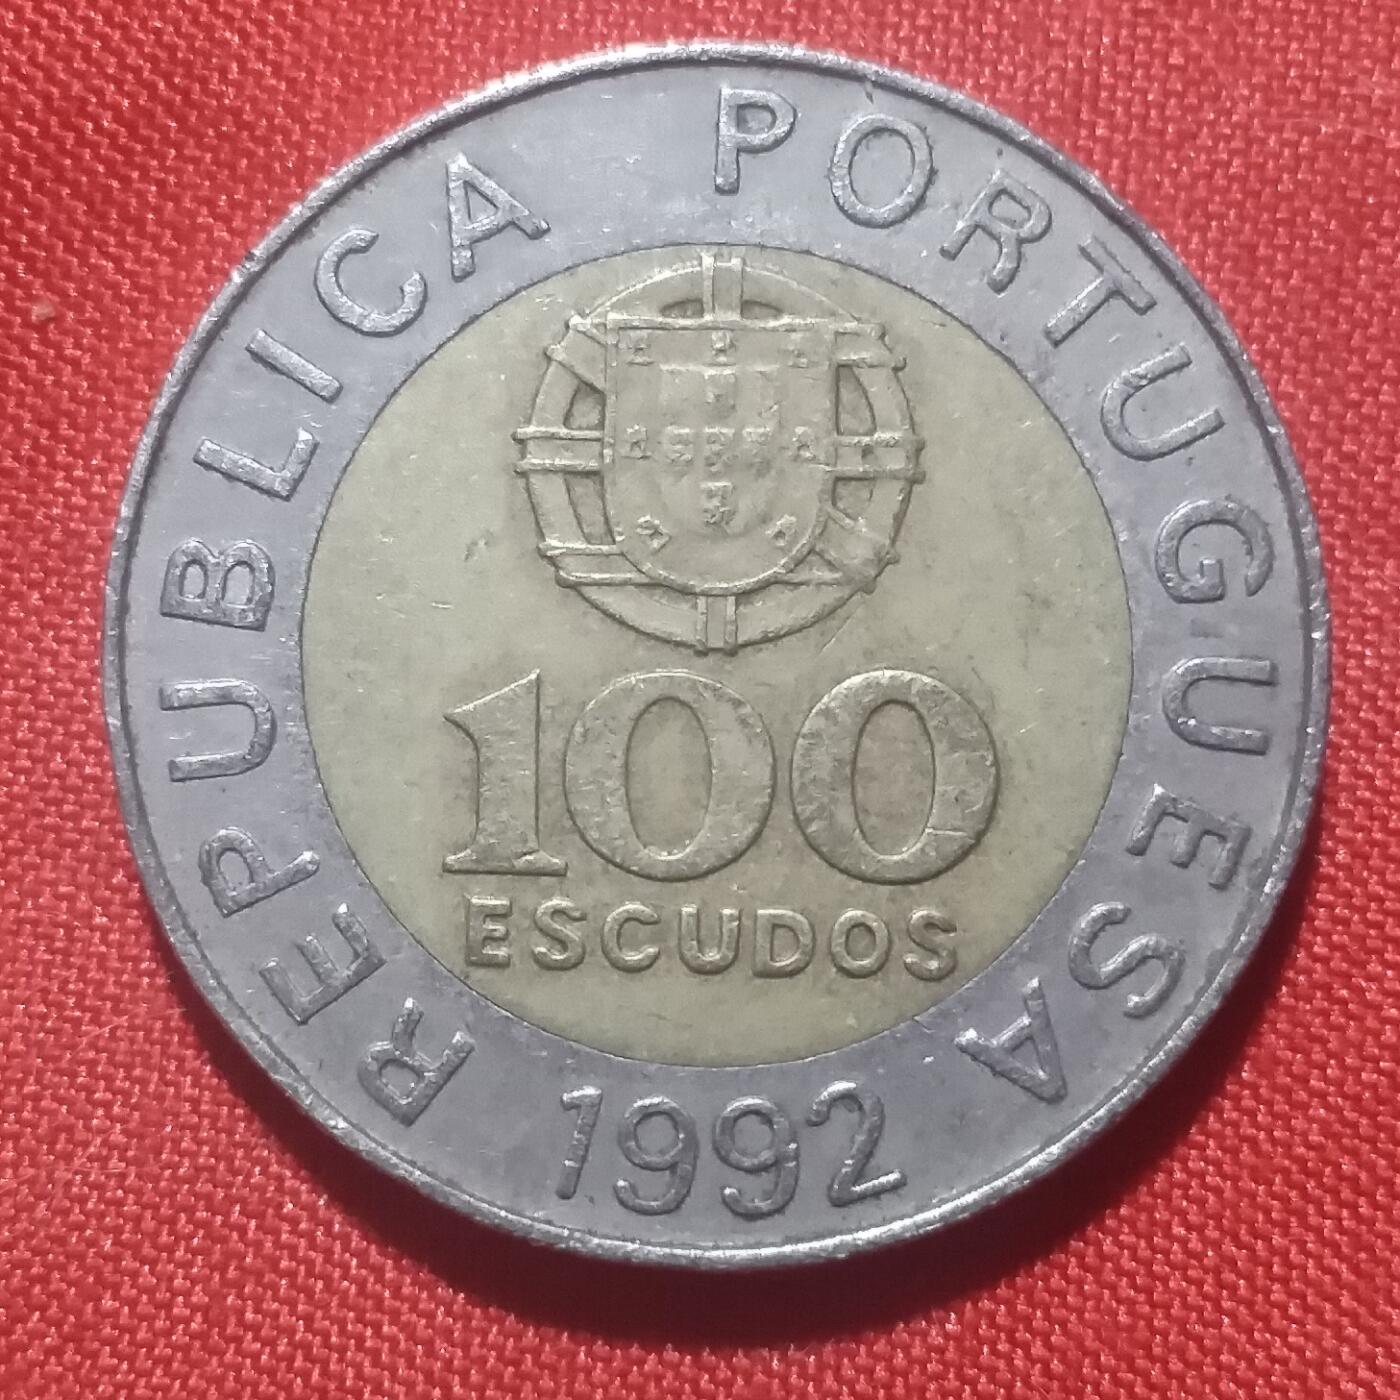 REPUBLICA PORTUGUESA
100
ESCUDOS
1992